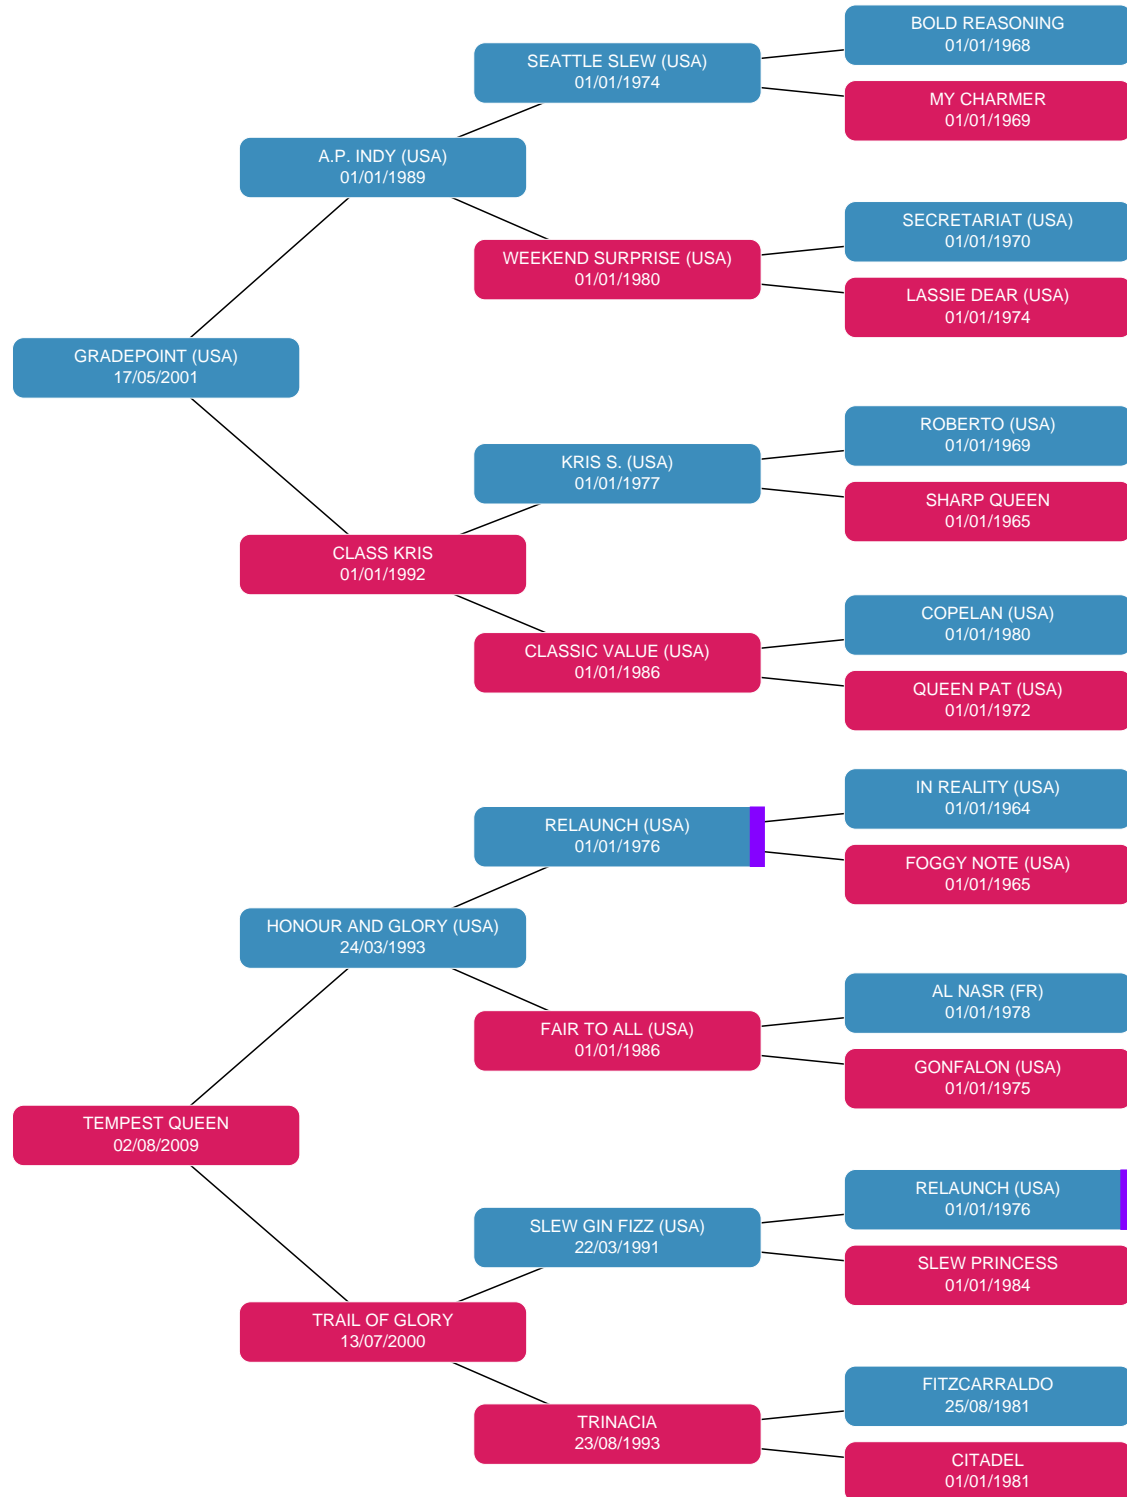 BOLD REASONING
01/01/1968
SEATTLE SLEW (USA)
01/01/1974
MY CHARMER
01/01/1969
A.P. INDY (USA)
01/01/1989
SECRETARIAT (USA)
01/01/1970
WEEKEND SURPRISE (USA)
01/01/1980
LASSIE DEAR (USA)
01/01/1974
GRADEPOINT (USA)
17/05/2001
ROBERTO (USA)
01/01/1969
KRIS S. (USA)
01/01/1977
SHARP QUEEN
01/01/1965
CLASS KRIS
01/01/1992
COPELAN (USA)
01/01/1980
CLASSIC VALUE (USA)
01/01/1986
QUEEN PAT (USA)
01/01/1972
IN REALITY (USA)
01/01/1964
RELAUNCH (USA)
01/01/1976
FOGGY NOTE (USA)
01/01/1965
HONOUR AND GLORY (USA)
24/03/1993
AL NASR (FR)
01/01/1978
FAIR TO ALL (USA)
01/01/1986
GONFALON (USA)
01/01/1975
TEMPEST QUEEN
02/08/2009
RELAUNCH (USA)
01/01/1976
SLEW GIN FIZZ (USA)
22/03/1991
SLEW PRINCESS
01/01/1984
TRAIL OF GLORY
13/07/2000
FITZCARRALDO
25/08/1981
TRINACIA
23/08/1993
CITADEL
01/01/1981